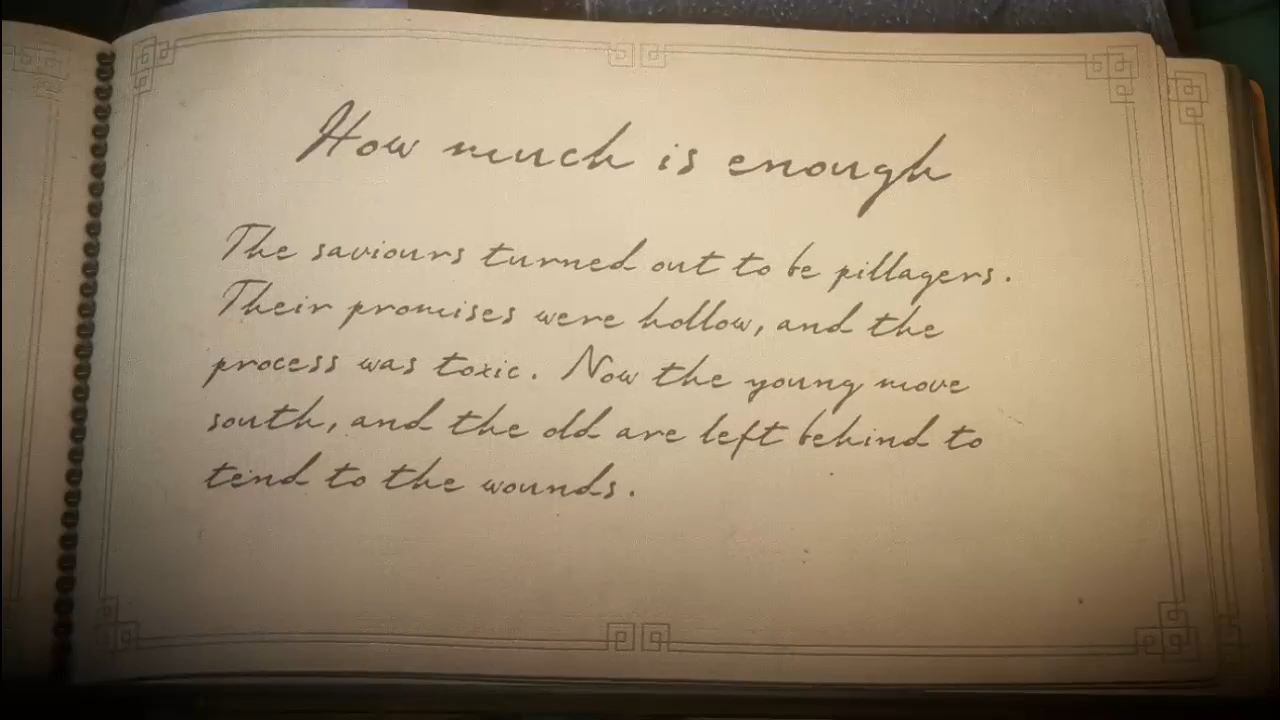 How much is enough
The saviours turned out to be pillagers.
Their promises were hollow, and the
process was toxic. Now the young move
south, and the old are left behind to
tend to the wounds.